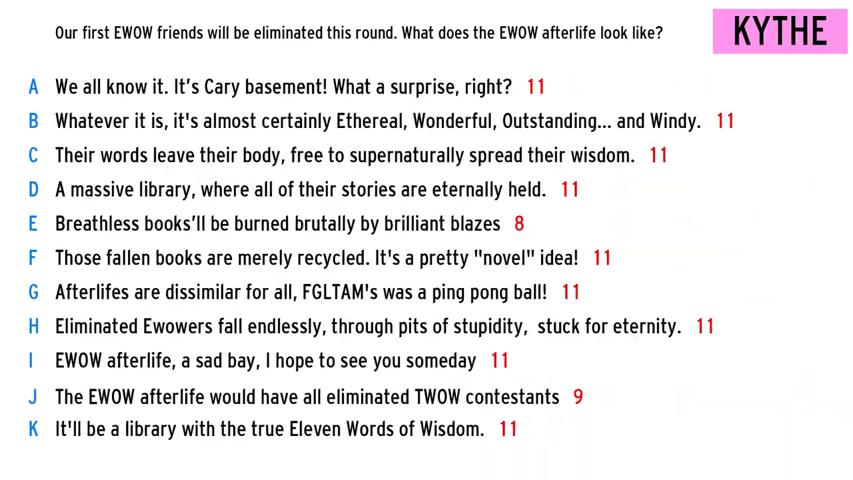 Our first EWOW friends will be eliminated this round. What does the EWOW afterlife look like?
KYTHE
A We all know it. It’s Cary basement! What a surprise, right? 11
B Whatever it is, it's almost certainly Ethereal, Wonderful, Outstanding... and Windy. 11
C Their words leave their body, free to supernaturally spread their wisdom. 11
D A massive library, where all of their stories are eternally held. 11
E Breathless books’ll be burned brutally by brilliant blazes 8
F Those fallen books are merely recycled. It's a pretty "novel" idea! 11
G Afterlifes are dissimilar for all, FGLTAM's was a ping pong ball! 11
H Eliminated Ewowers fall endlessly, through pits of stupidity, stuck for eternity. 11
I EWOW afterlife, a sad bay, I hope to see you someday 11
J The EWOW afterlife would have all eliminated TWOW contestants 9
K It'll be a library with the true Eleven Words of Wisdom. 11